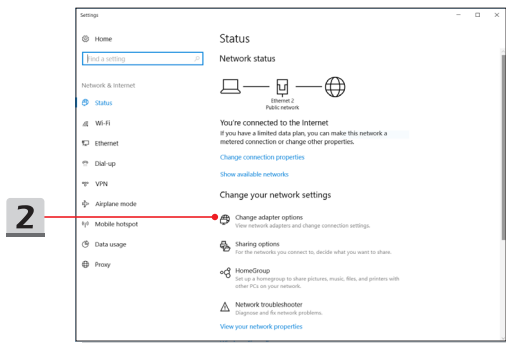 Settings
Home
Find a setting
Network & Internet
Status
Wi-Fi
Ethernet
Dial-up
VPN
Airplane mode
Mobile hotspot
Data usage
Proxy
2
Status
Network status
Ethernet 2
Public network
You're connected to the Internet
If you have a limited data plan, you can make this network a
metered connection or change other properties.
Change connection properties
Show available networks
Change your network settings
Change adapter options
View network adapters and change connection settings.
Sharing options
For the networks you connect to, decide what you want to share.
HomeGroup
Set up a homegroup to share pictures, music, files, and printers with
other PCs on your network.
Network troubleshooter
Diagnose and fix network problems.
View your network properties